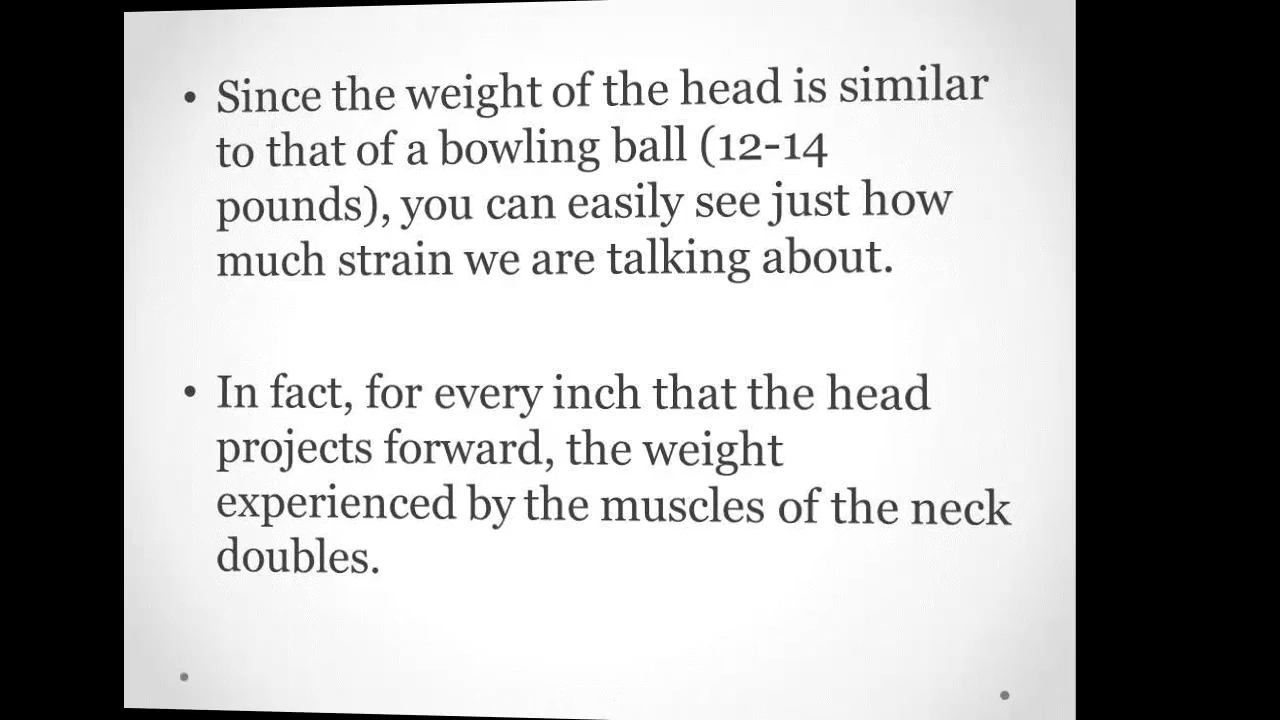 • Since the weight of the head is similar
to that of a bowling ball (12-14
pounds), you can easily see just how
much strain we are talking about.
• In fact, for every inch that the head
projects forward, the weight
experienced by the muscles of the neck
doubles.